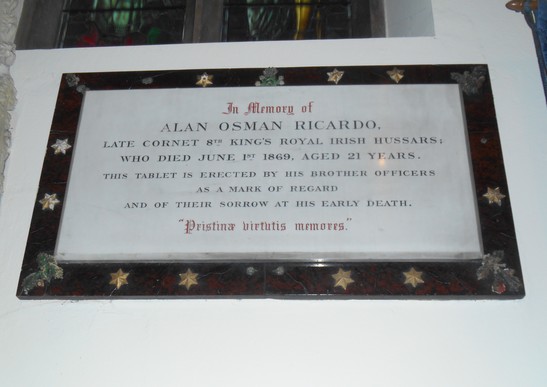 In Memory of
ALAN OSMAN RICARDO,
LATE CORNET 8TH KING'S ROYAL IRISH HUSSARS:
WHO DIED JUNE 1ST 1869, AGED 21 YEARS.
THIS TABLET IS ERECTED BY HIS BROTHER OFFICERS
AS A MARK OF REGARD
AND OF THEIR SORROW AT HIS EARLY DEATH.
"Pristinæ virtutis memores."